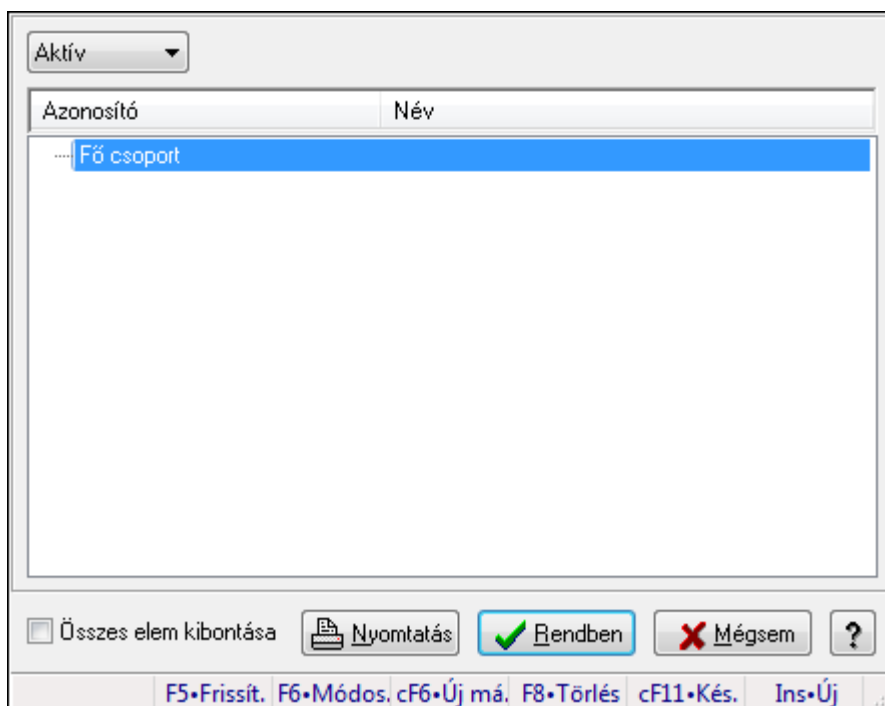 Aktív
Azonosító Név
Fő csoport
Összes elem kibontása Nyomtatás Rendben Mégsem ?
F5•Frissít. F6•Módos. cF6•Új má. F8•Törlés cF11•Kés. Ins•Új